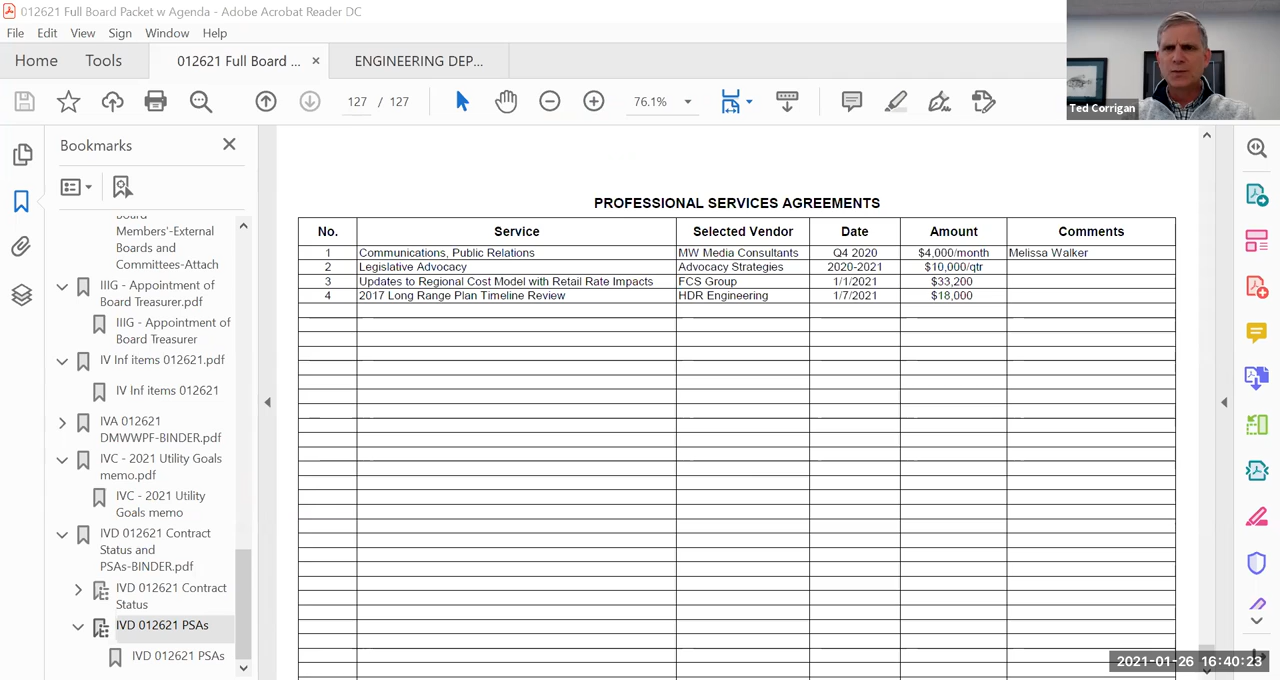 012621 Full Board Packet w Agenda - Adobe Acrobat Reader DC
File Edit View Sign Window Help
Home Tools 012621 Full Board ... × ENGINEERING DEP...
127 / 127 76.1%
Ted Corrigan
Bookmarks
Board
Members'-External
Boards and
Committees-Attach
IIIG - Appointment of
Board Treasurer.pdf
IIIG - Appointment of
Board Treasurer
IV Inf items 012621.pdf
IV Inf items 012621
IVA 012621
DMWWPF-BINDER.pdf
IVC - 2021 Utility Goals
memo.pdf
IVC - 2021 Utility
Goals memo
IVD 012621 Contract
Status and
PSAs-BINDER.pdf
IVD 012621 Contract
Status
IVD 012621 PSAs
IVD 012621 PSAs
PROFESSIONAL SERVICES AGREEMENTS
No. Service Selected Vendor Date Amount Comments
1 Communications, Public Relations MW Media Consultants Q4 2020 $4,000/month Melissa Walker
2 Legislative Advocacy Advocacy Strategies 2020-2021 $10,000/qtr
3 Updates to Regional Cost Model with Retail Rate Impacts FCS Group 1/1/2021 $33,200
4 2017 Long Range Plan Timeline Review HDR Engineering 1/7/2021 $18,000
2021-01-26 16:40:23